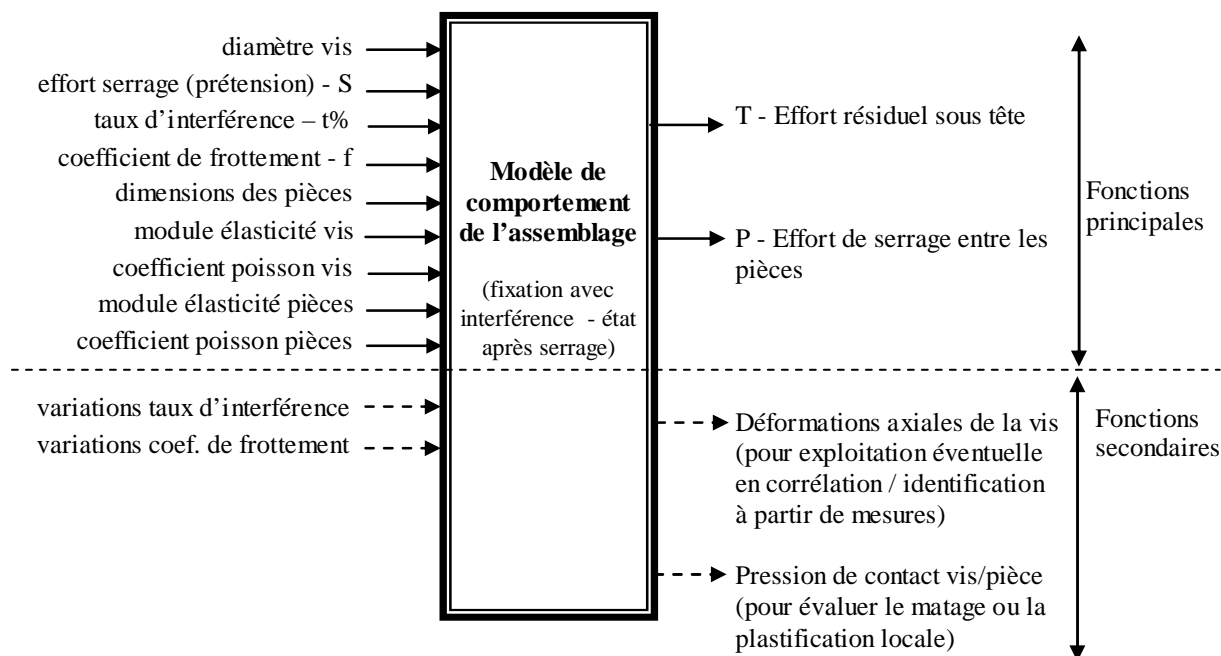 diamètre vis
effort serrage (prétension) - S
taux d'interférence – t%
coefficient de frottement - f
dimensions des pièces
module élasticité vis
coefficient poisson vis
module élasticité pièces
coefficient poisson pièces
variations taux d'interférence
variations coef. de frottement
Modèle de
comportement
de l'assemblage
(fixation avec
interférence - état
après serrage)
T - Effort résiduel sous tête
P - Effort de serrage entre les
pièces
Fonctions
principales
Déformations axiales de la vis
(pour exploitation éventuelle
en corrélation / identification
à partir de mesures)
Pression de contact vis/pièce
(pour évaluer le matage ou la
plastification locale)
Fonctions
secondaires